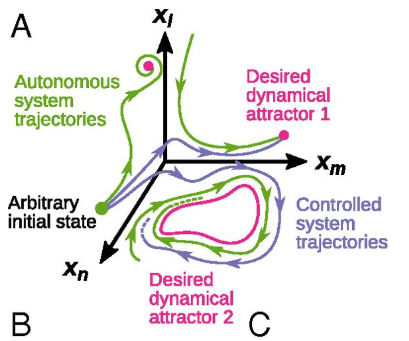 A
x_l
Autonomous
system
trajectories
Desired
dynamical
attractor 1
x_m
Arbitrary
initial state
Controlled
system
trajectories
x_n
Desired
dynamical
attractor 2
B
C